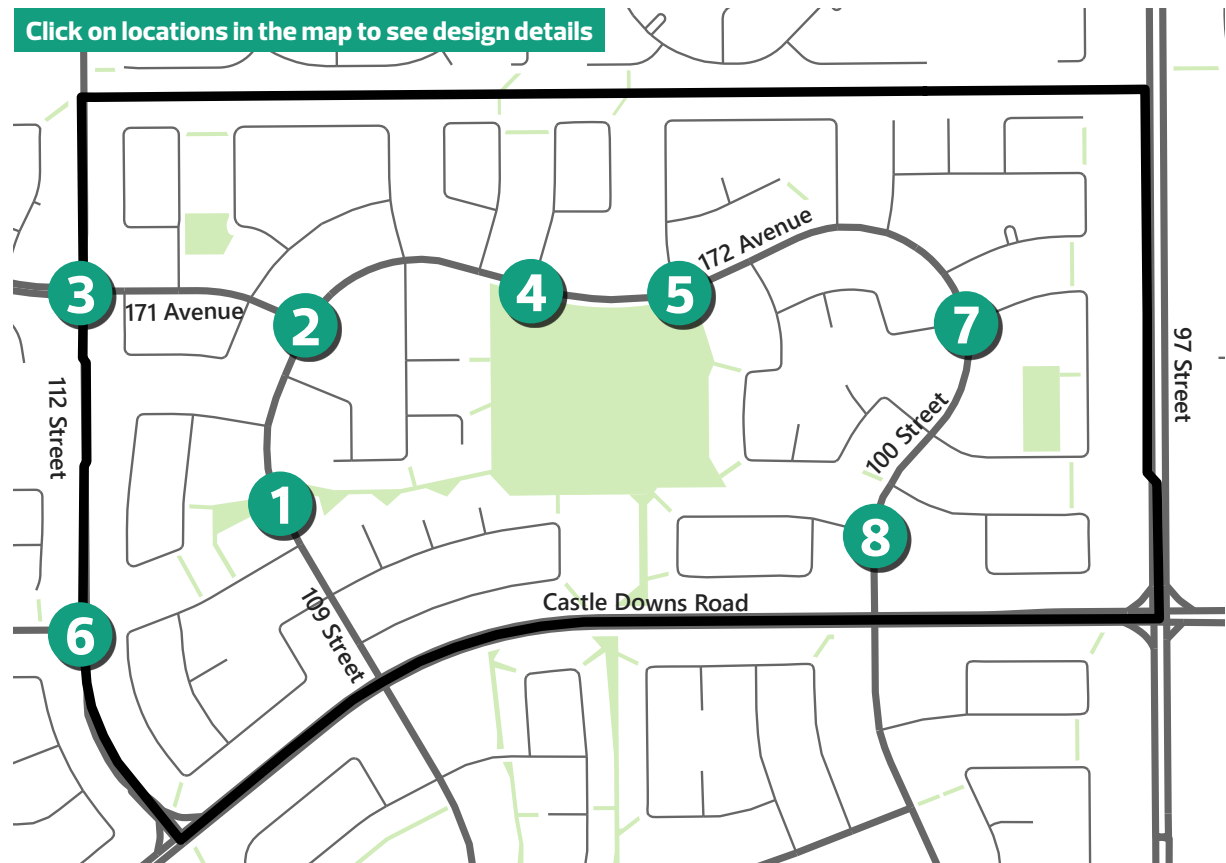 Click on locations in the map to see design details
172 Avenue
3
4
5
171 Avenue
2
7
97 Street
112 Street
100 Street
1
8
109 Street
Castle Downs Road
6